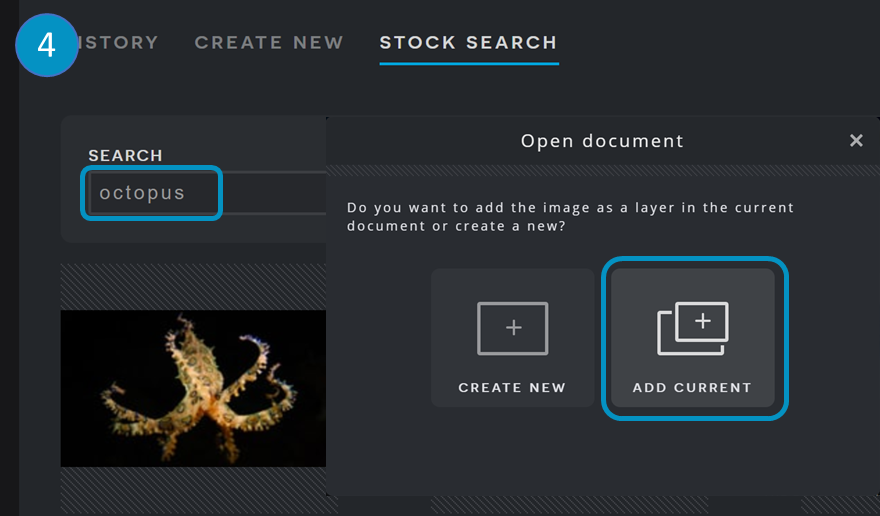 4
ISTORY CREATE NEW STOCK SEARCH
SEARCH
octopus
Open document
Do you want to add the image as a layer in the current
document or create a new?
CREATE NEW
ADD CURRENT